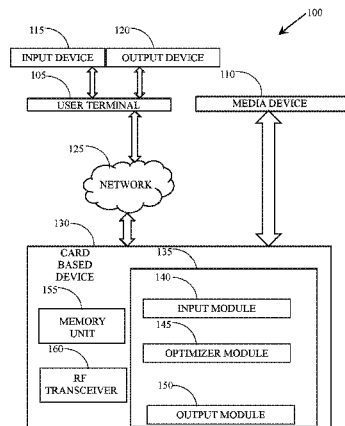 100
115
120
INPUT DEVICE
OUTPUT DEVICE
105
110
USER TERMINAL
MEDIA DEVICE
125
NETWORK
130
CARD
BASED
DEVICE
135
140
INPUT MODULE
155
MEMORY
UNIT
145
OPTIMIZER MODULE
160
RF
TRANSCEIVER
150
OUTPUT MODULE